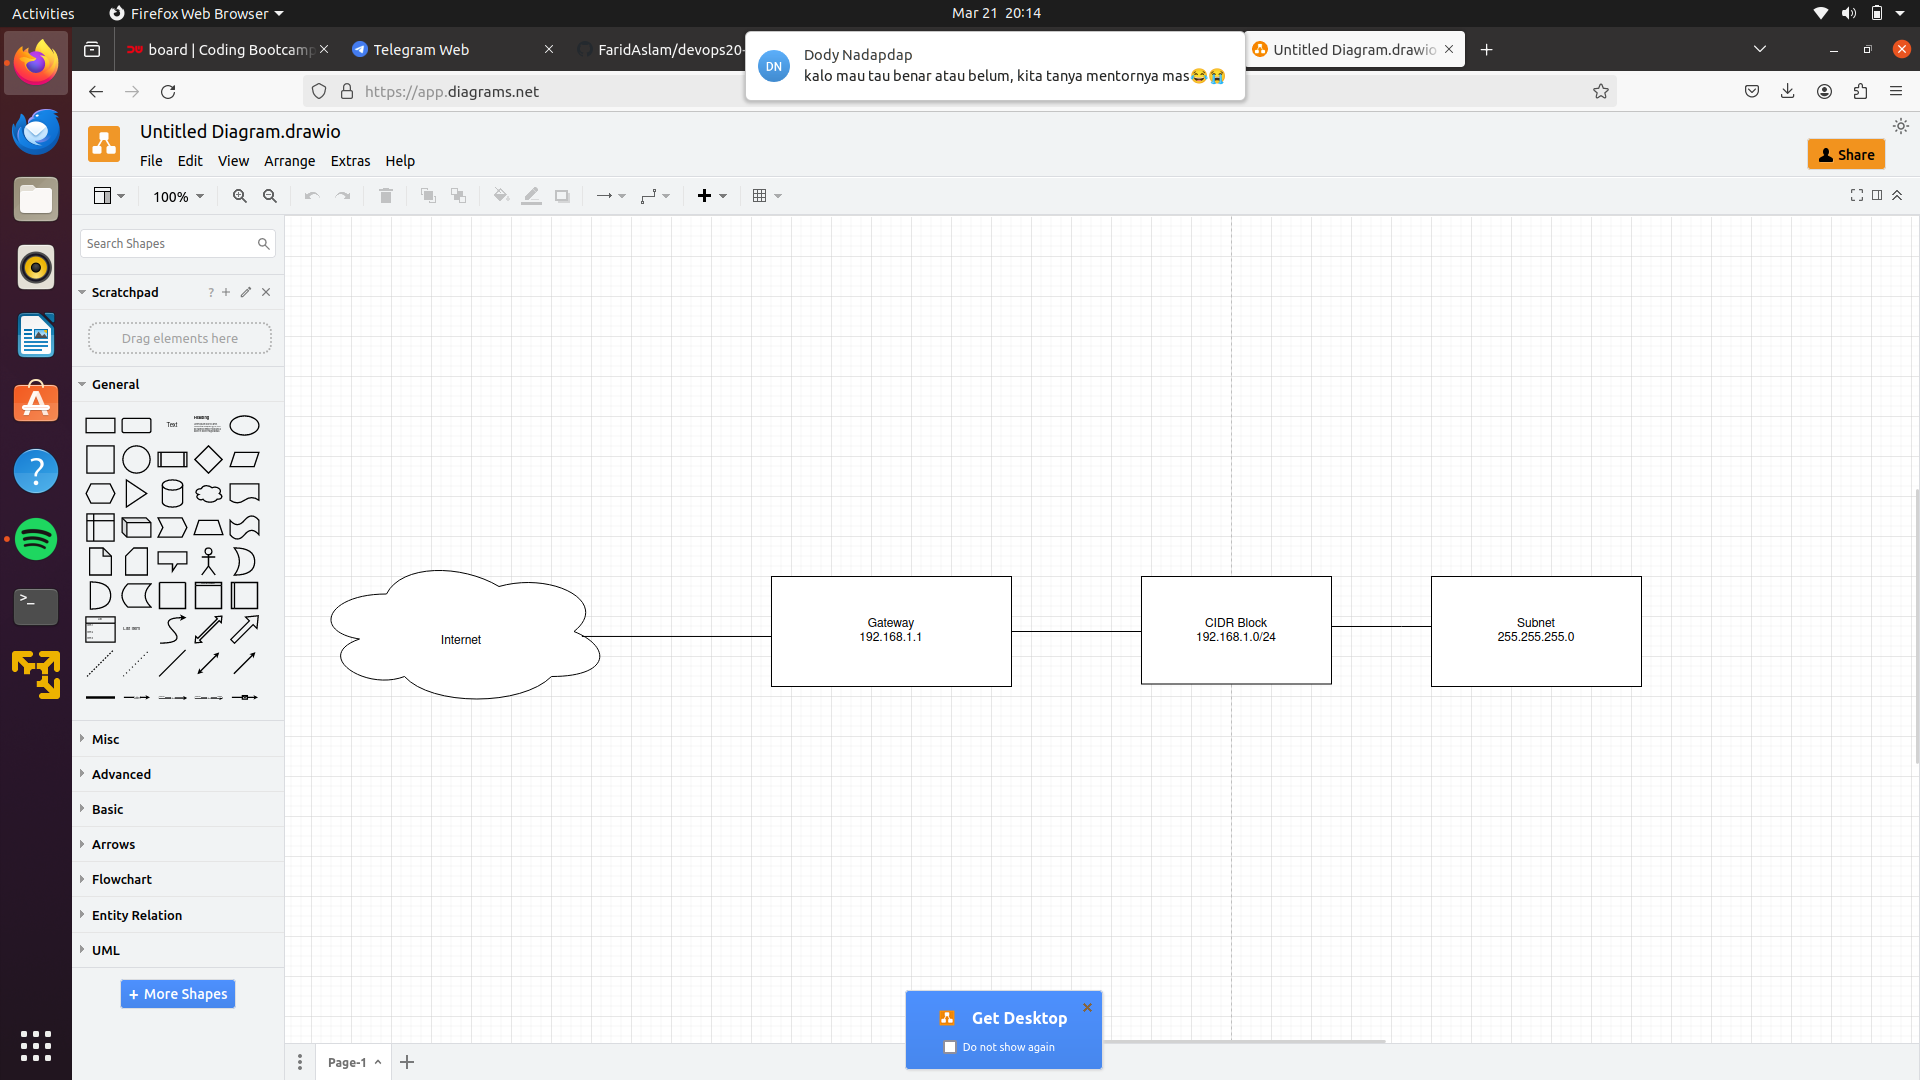 Activities
Firefox Web Browser
Mar 21 20:14
board | Coding Bootcamp
Telegram Web
FaridAslam/devops20-
Untitled Diagram.drawio
DN
Dody Nadapdap
kalo mau tau benar atau belum, kita tanya mentornya mas😂😭
https://app.diagrams.net
Untitled Diagram.drawio
File Edit View Arrange Extras Help
Share
100%
Search Shapes
Scratchpad
?
Drag elements here
General
Text
Heading
Misc
Advanced
Basic
Arrows
Flowchart
Entity Relation
UML
+ More Shapes
Internet
Gateway
192.168.1.1
CIDR Block
192.168.1.0/24
Subnet
255.255.255.0
Get Desktop
Do not show again
Page-1